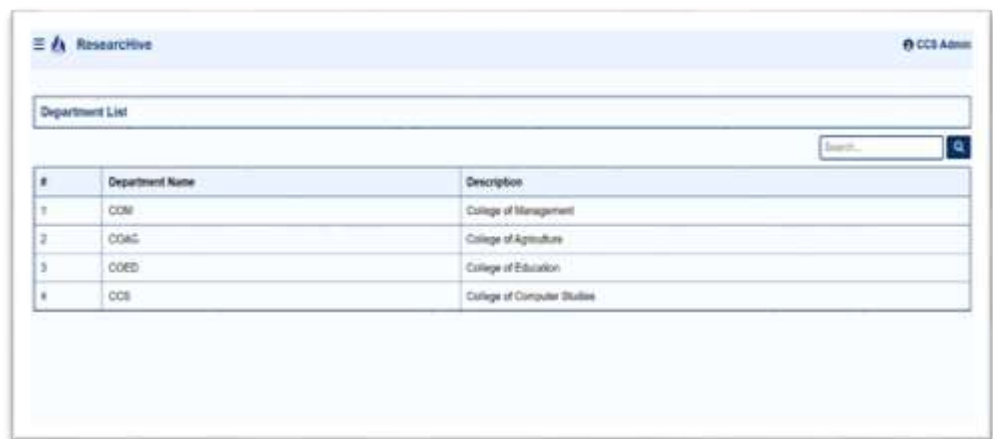 ResearcHive
CCS Admin
Department List
Search...
# Department Name Description
1 COM College of Management
2 COAG College of Agriculture
3 COED College of Education
4 CCS College of Computer Studies